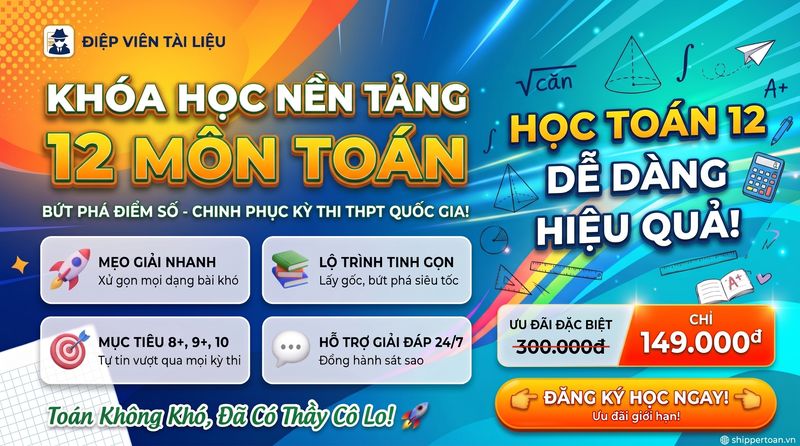 ĐIỆP VIÊN TÀI LIỆU
KHÓA HỌC NỀN TẢNG
12 MÔN TOÁN
BỨT PHÁ ĐIỂM SỐ - CHINH PHỤC KỲ THI THPT QUỐC GIA!
MẸO GIẢI NHANH
Xử gọn mọi dạng bài khó
LỘ TRÌNH TINH GỌN
Lấy gốc, bứt phá siêu tốc
MỤC TIÊU 8+, 9+, 10
Tự tin vượt qua mọi kỳ thi
HỖ TRỢ GIẢI ĐÁP 24/7
Đồng hành sát sao
Toán Không Khó, Đã Có Thầy Cô Lo!
√căn
∫
∫
A+
HỌC TOÁN 12
DỄ DÀNG
HIỆU QUẢ!
A+
ƯU ĐÃI ĐẶC BIỆT
300.000đ
CHỈ
149.000đ
ĐĂNG KÝ HỌC NGAY!
Ưu đãi giới hạn!
shippertoan.vn